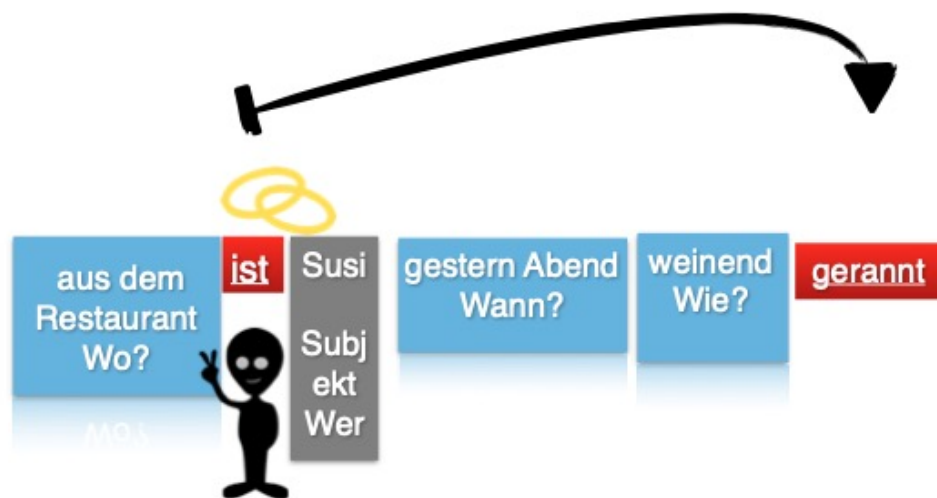 aus dem
Restaurant
Wo?
ist
Susi
Subj
ekt
Wer
gestern Abend
Wann?
weinend
Wie?
gerannt